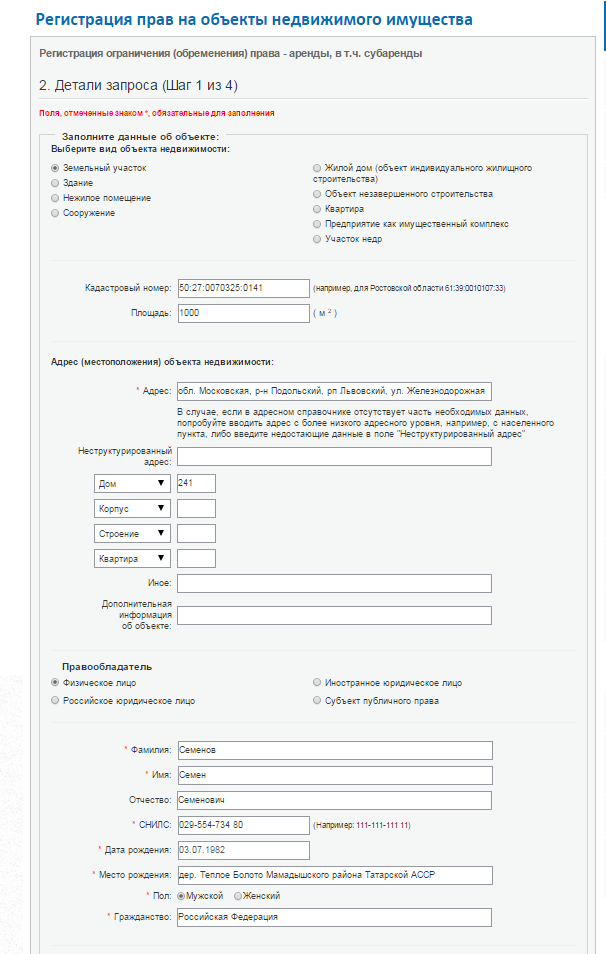 Регистрация прав на объекты недвижимого имущества
Регистрация ограничения (обременения) права - аренды, в т.ч. субаренды
2. Детали запроса (Шаг 1 из 4)
Поля, отмеченные знаком *, обязательные для заполнения
Заполните данные об объекте:
Выберите вид объекта недвижимости:
Земельный участок
Здание
Нежилое помещение
Сооружение
Жилой дом (объект индивидуального жилищного
строительства)
Объект незавершенного строительства
Квартира
Предприятие как имущественный комплекс
Участок недр
Кадастровый номер: 50:27:0070325:0141 (например, для Ростовской области 61:39:0010107:33)
Площадь: 1000 ( м 2 )
Адрес (местоположения) объекта недвижимости:
* Адрес: обл. Московская, р-н Подольский, рп Львовский, ул. Железнодорожная
В случае, если в адресном справочнике отсутствует часть необходимых данных,
попробуйте вводить адрес с более низкого адресного уровня, например, с населенного
пункта, либо введите недостающие данные в поле "Неструктурированный адрес"
Неструктурированный
адрес:
Дом ▼ 241
Корпус ▼
Строение ▼
Квартира ▼
Иное:
Дополнительная
информация
об объекте:
Правообладатель
Физическое лицо
Российское юридическое лицо
Иностранное юридическое лицо
Субъект публичного права
* Фамилия: Семенов
* Имя: Семен
Отчество: Семенович
* СНИЛС: 029-554-734 80 (Например: 111-111-111 11)
* Дата рождения: 03.07.1982
* Место рождения: дер. Теплое Болото Мамадышского района Татарской АССР
* Пол: Мужской Женский
* Гражданство: Российская Федерация